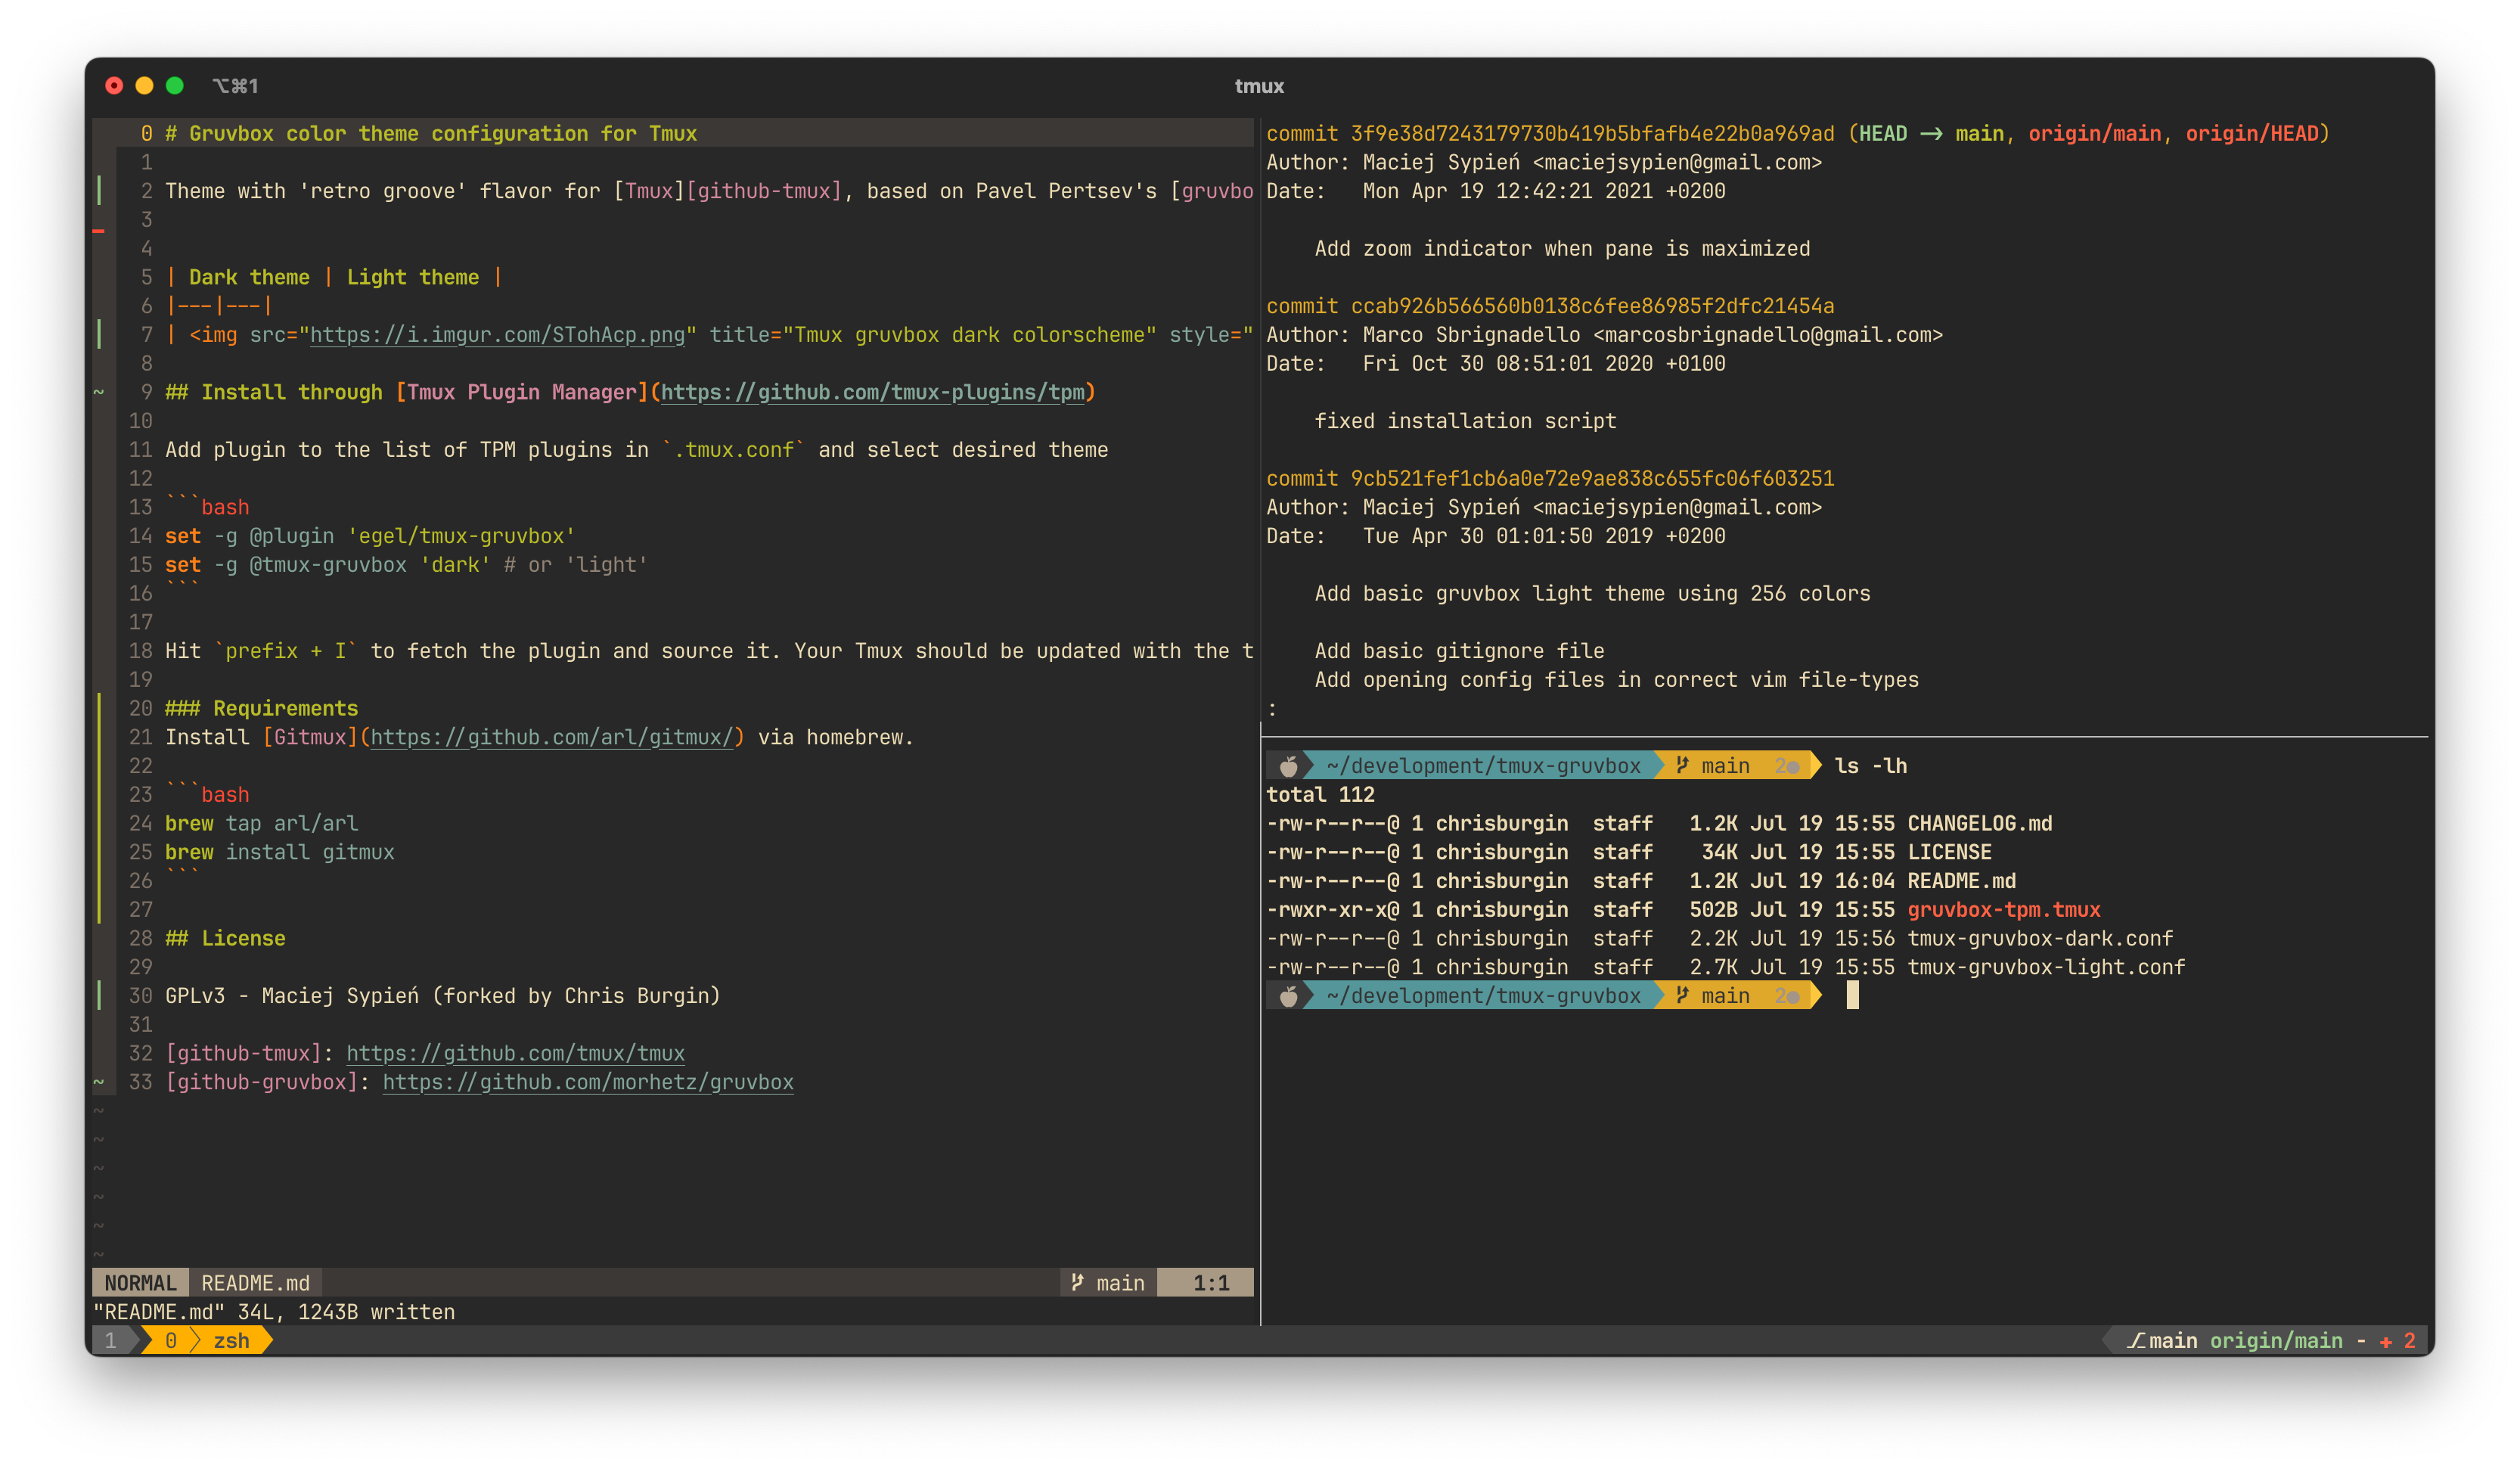 ⌥⌘1
tmux
0 # Gruvbox color theme configuration for Tmux
1
2 Theme with 'retro groove' flavor for [Tmux][github-tmux], based on Pavel Pertsev's [gruvbo
3
4
5 | Dark theme | Light theme |
6 |---|---|
7 | <img src="https://i.imgur.com/STohAcp.png" title="Tmux gruvbox dark colorscheme" style="
8
~ 9 ## Install through [Tmux Plugin Manager](https://github.com/tmux-plugins/tpm)
10
11 Add plugin to the list of TPM plugins in `.tmux.conf` and select desired theme
12
13 ```bash
14 set -g @plugin 'egel/tmux-gruvbox'
15 set -g @tmux-gruvbox 'dark' # or 'light'
16 ```
17
18 Hit `prefix + I` to fetch the plugin and source it. Your Tmux should be updated with the t
19
20 ### Requirements
21 Install [Gitmux](https://github.com/arl/gitmux/) via homebrew.
22
23 ```bash
24 brew tap arl/arl
25 brew install gitmux
26 ```
27
28 ## License
29
30 GPLv3 - Maciej Sypień (forked by Chris Burgin)
31
32 [github-tmux]: https://github.com/tmux/tmux
~ 33 [github-gruvbox]: https://github.com/morhetz/gruvbox
~
~
~
~
~
~
NORMAL README.md main 1:1
"README.md" 34L, 1243B written
commit 3f9e38d7243179730b419b5bfafb4e22b0a969ad (HEAD -> main, origin/main, origin/HEAD)
Author: Maciej Sypień <maciejsypien@gmail.com>
Date:   Mon Apr 19 12:42:21 2021 +0200
Add zoom indicator when pane is maximized
commit ccab926b566560b0138c6fee86985f2dfc21454a
Author: Marco Sbrignadello <marcosbrignadello@gmail.com>
Date:   Fri Oct 30 08:51:01 2020 +0100
fixed installation script
commit 9cb521fef1cb6a0e72e9ae838c655fc06f603251
Author: Maciej Sypień <maciejsypien@gmail.com>
Date:   Tue Apr 30 01:01:50 2019 +0200
Add basic gruvbox light theme using 256 colors
Add basic gitignore file
Add opening config files in correct vim file-types
:
~/development/tmux-gruvbox main 2● ls -lh
total 112
-rw-r--r--@ 1 chrisburgin  staff   1.2K Jul 19 15:55 CHANGELOG.md
-rw-r--r--@ 1 chrisburgin  staff    34K Jul 19 15:55 LICENSE
-rw-r--r--@ 1 chrisburgin  staff   1.2K Jul 19 16:04 README.md
-rwxr-xr-x@ 1 chrisburgin  staff   502B Jul 19 15:55 gruvbox-tpm.tmux
-rw-r--r--@ 1 chrisburgin  staff   2.2K Jul 19 15:56 tmux-gruvbox-dark.conf
-rw-r--r--@ 1 chrisburgin  staff   2.7K Jul 19 15:55 tmux-gruvbox-light.conf
~/development/tmux-gruvbox main 2●
1 0 zsh ⎇main origin/main - ✚ 2